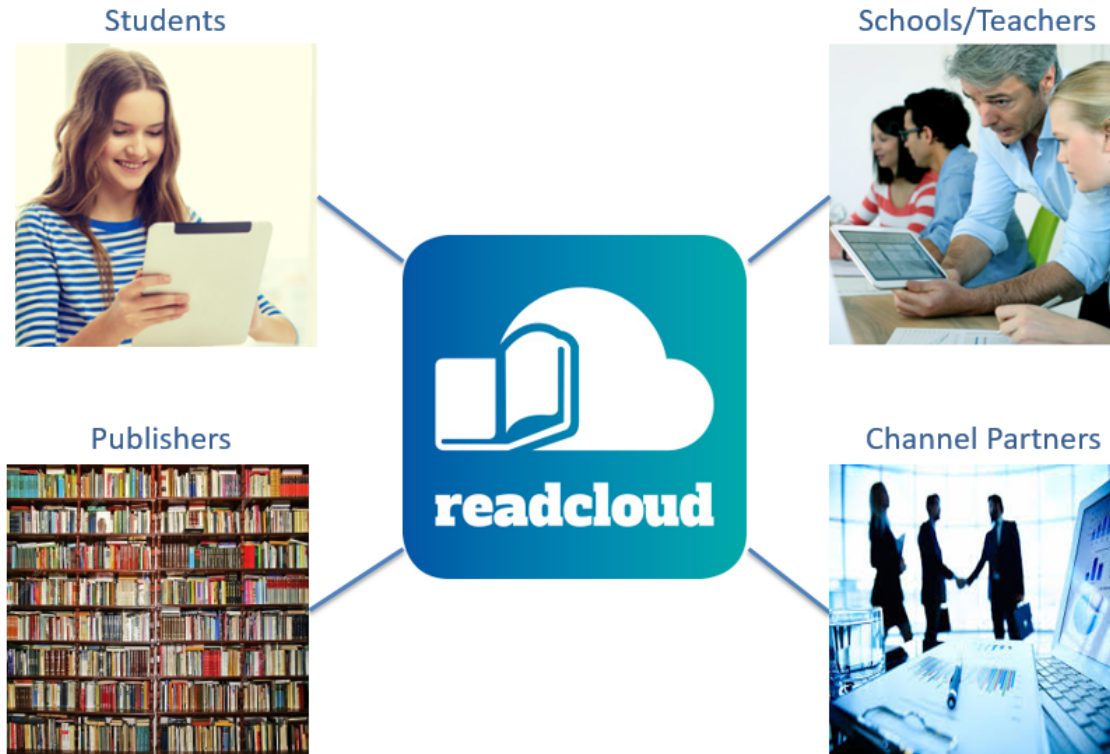 Students
Schools/Teachers
readcloud
Publishers
Channel Partners